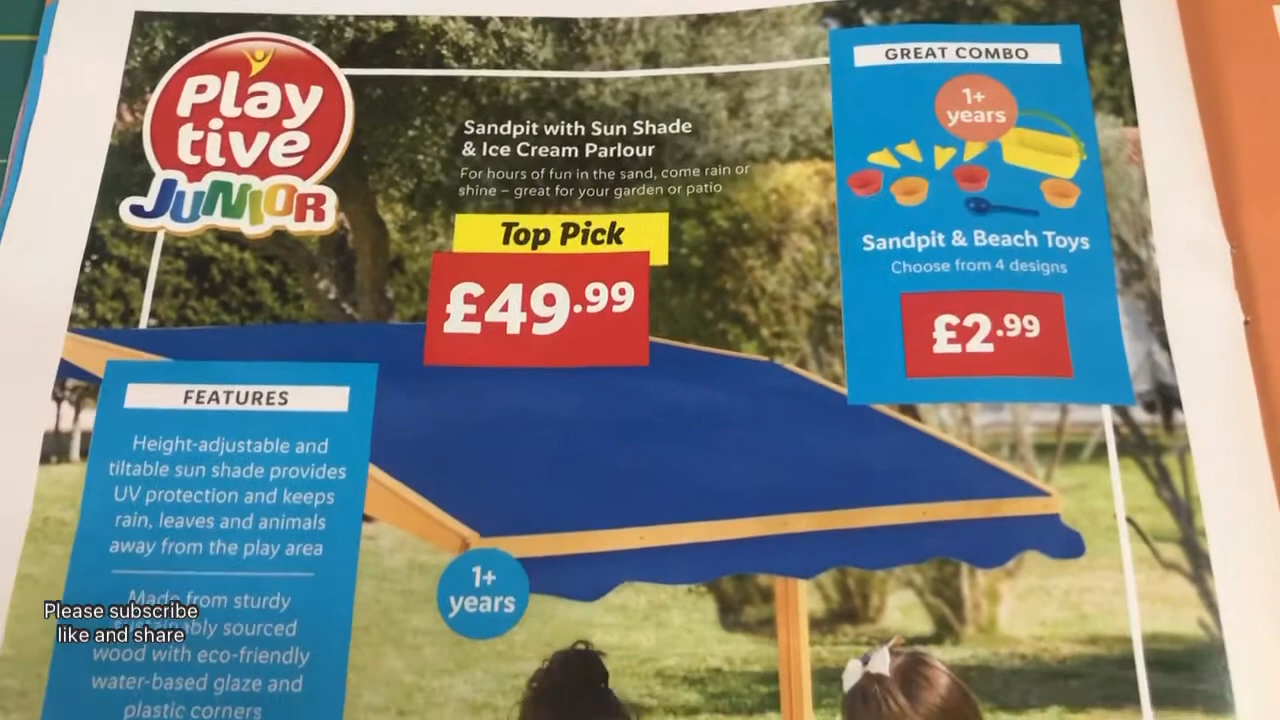 Play
tive
JUNIOR
Sandpit with Sun Shade
& Ice Cream Parlour
For hours of fun in the sand, come rain or
shine – great for your garden or patio
Top Pick
£49.99
GREAT COMBO
1+
years
Sandpit & Beach Toys
Choose from 4 designs
£2.99
FEATURES
Height-adjustable and
tiltable sun shade provides
UV protection and keeps
rain, leaves and animals
away from the play area
Made from sturdy
sustainably sourced
wood with eco-friendly
water-based glaze and
plastic corners
1+
years
Please subscribe
like and share